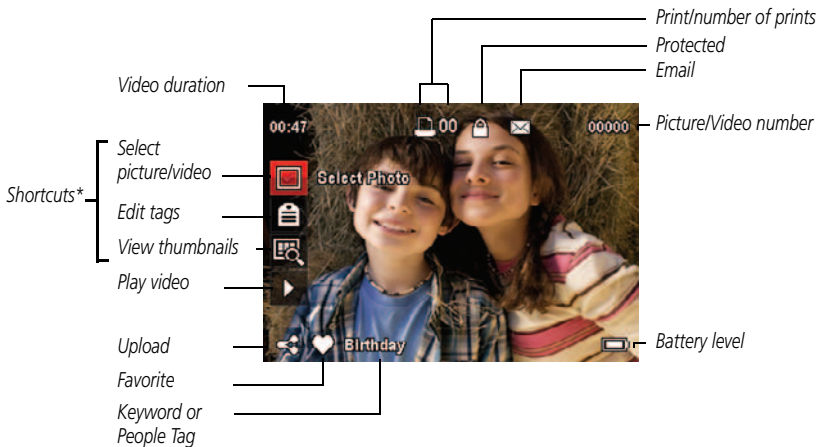 Print/number of prints
Protected
Email
Video duration
00:47
00
00000
Picture/Video number
Select
picture/video
Select Photo
Shortcuts*
Edit tags
View thumbnails
Play video
Upload
Birthday
Battery level
Favorite
Keyword or
People Tag